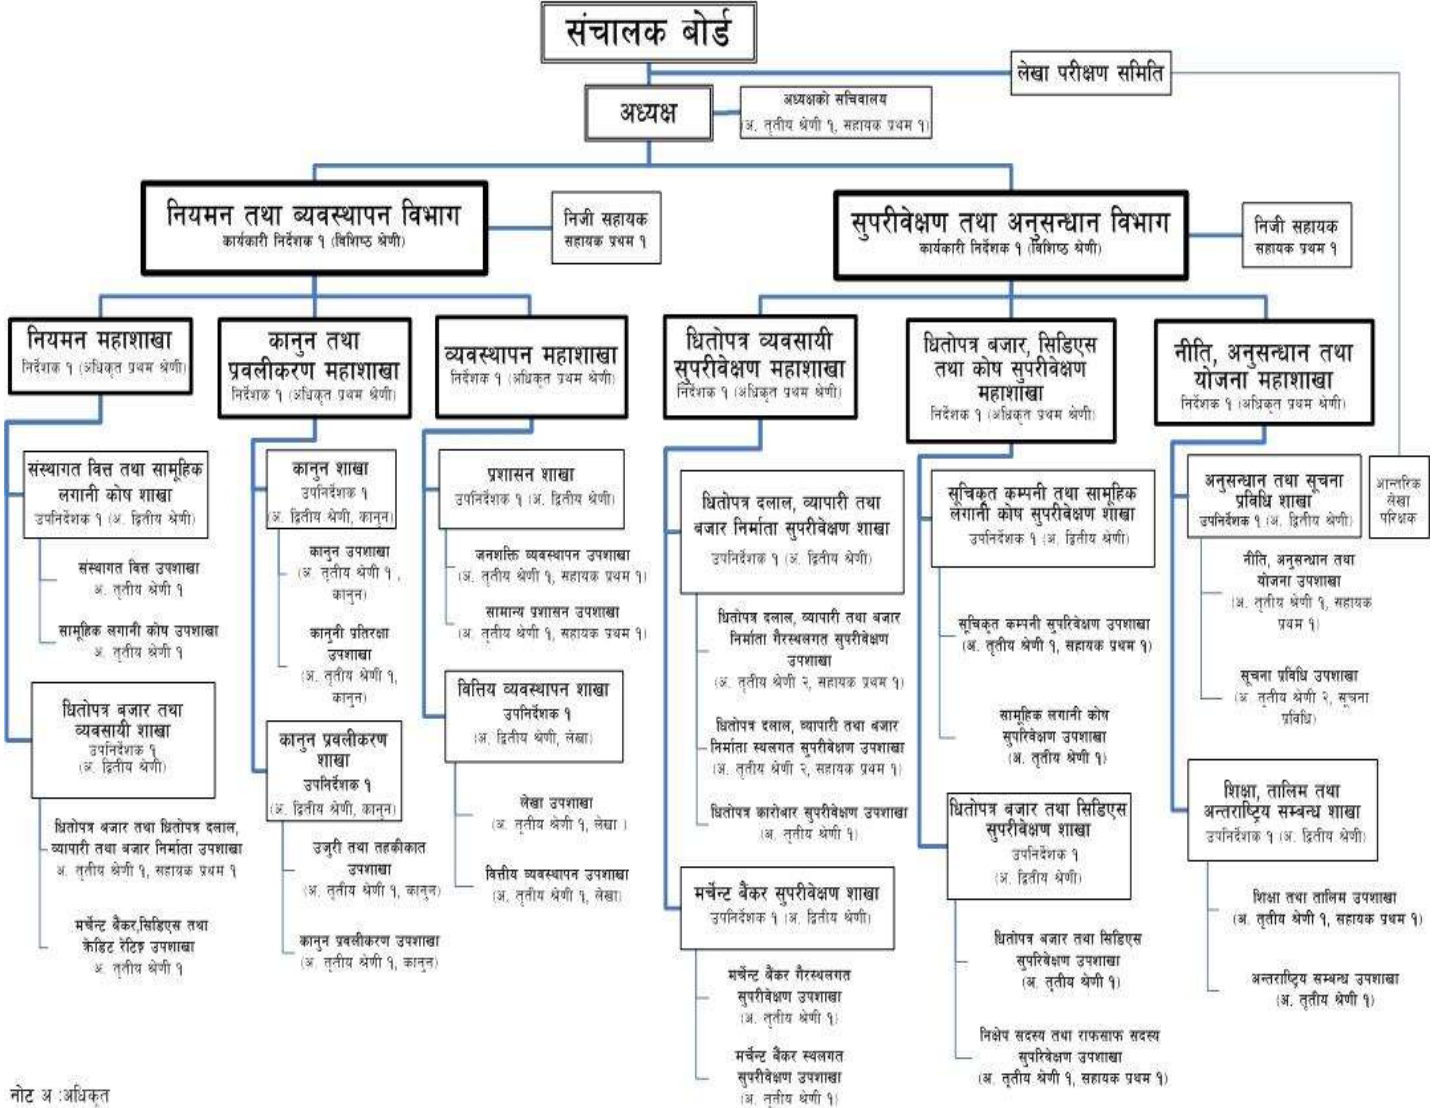 संचालक बोर्ड
लेखा परीक्षण समिति
अध्यक्ष
अध्यक्षको सचिवालय
(अ. तृतीय श्रेणी १, सहायक प्रथम १)
नियमन तथा ब्यवस्थापन विभाग
कार्यकारी निर्देशक १ (विशिष्ठ श्रेणी)
निजी सहायक
सहायक प्रथम १
सुपरीवेक्षण तथा अनुसन्धान विभाग
कार्यकारी निर्देशक १ (विशिष्ठ श्रेणी)
निजी सहायक
सहायक प्रथम १
नियमन महाशाखा
निर्देशक १ (अधिकृत प्रथम श्रेणी)
संस्थागत वित्त तथा सामूहिक
लगानी कोष शाखा
उपनिर्देशक १ (अ. द्वितीय श्रेणी)
संस्थागत वित्त उपशाखा
अ. तृतीय श्रेणी १
सामूहिक लगानी कोष उपशाखा
अ. तृतीय श्रेणी १
धितोपत्र बजार तथा
व्यवसायी शाखा
उपनिर्देशक १
(अ. द्वितीय श्रेणी)
धितोपत्र बजार तथा धितोपत्र दलाल,
व्यापारी तथा बजार निर्माता उपशाखा
अ. तृतीय श्रेणी १, सहायक प्रथम १
मर्चेन्ट बैंकर,सिडिएस तथा
क्रेडिट रेटिङ्ग उपशाखा
अ. तृतीय श्रेणी १
कानुन तथा
प्रवलीकरण महाशाखा
निर्देशक १ (अधिकृत प्रथम श्रेणी)
कानुन शाखा
उपनिर्देशक १
(अ. द्वितीय श्रेणी, कानुन)
कानुन उपशाखा
(अ. तृतीय श्रेणी १ ,
कानुन)
कानुनी प्रतिरक्षा
उपशाखा
(अ. तृतीय श्रेणी १,
कानुन)
कानुन प्रवलीकरण
शाखा
उपनिर्देशक १
(अ. द्वितीय श्रेणी, कानुन)
उजुरी तथा तहकीकात
उपशाखा
(अ. तृतीय श्रेणी १, कानुन)
कानुन प्रवलीकरण उपशाखा
(अ. तृतीय श्रेणी १, कानुन)
व्यवस्थापन महाशाखा
निर्देशक १ (अधिकृत प्रथम श्रेणी)
प्रशासन शाखा
उपनिर्देशक १ (अ. द्वितीय श्रेणी)
जनशक्ति व्यवस्थापन उपशाखा
(अ. तृतीय श्रेणी १, सहायक प्रथम १)
सामान्य प्रशासन उपशाखा
(अ. तृतीय श्रेणी १, सहायक प्रथम १)
वित्तिय व्यवस्थापन शाखा
उपनिर्देशक १
(अ. द्वितीय श्रेणी, लेखा)
लेखा उपशाखा
(अ. तृतीय श्रेणी १, लेखा )
वित्तीय व्यवस्थापन उपशाखा
(अ. तृतीय श्रेणी १, लेखा)
धितोपत्र व्यवसायी
सुपरीवेक्षण महाशाखा
निर्देशक १ (अधिकृत प्रथम श्रेणी)
धितोपत्र दलाल, व्यापारी तथा
बजार निर्माता सुपरीवेक्षण शाखा
उपनिर्देशक १ (अ. द्वितीय श्रेणी)
धितोपत्र दलाल, व्यापारी तथा बजार
निर्माता गैरस्थलगत सुपरीवेक्षण
उपशाखा
(अ. तृतीय श्रेणी २, सहायक प्रथम १)
धितोपत्र दलाल, व्यापारी तथा बजार
निर्माता स्थलगत सुपरीवेक्षण उपशाखा
(अ. तृतीय श्रेणी २, सहायक प्रथम १)
धितोपत्र कारोबार सुपरीवेक्षण उपशाखा
(अ. तृतीय श्रेणी १)
मर्चेन्ट बैंकर सुपरीवेक्षण शाखा
उपनिर्देशक १ (अ. द्वितीय श्रेणी)
मर्चेन्ट बैंकर गैरस्थलगत
सुपरीवेक्षण उपशाखा
(अ. तृतीय श्रेणी १)
मर्चेन्ट बैंकर स्थलगत
सुपरीवेक्षण उपशाखा
(अ. तृतीय श्रेणी १)
धितोपत्र बजार, सिडिएस
तथा कोष सुपरीवेक्षण
महाशाखा
निर्देशक १ (अधिकृत प्रथम श्रेणी)
सूचिकृत कम्पनी तथा सामूहिक
लगानी कोष सुपरीवेक्षण शाखा
उपनिर्देशक १ (अ. द्वितीय श्रेणी)
सूचिकृत कम्पनी सुपरिवेक्षण उपशाखा
(अ. तृतीय श्रेणी १, सहायक प्रथम १)
सामूहिक लगानी कोष
सुपरिवेक्षण उपशाखा
(अ. तृतीय श्रेणी १)
धितोपत्र बजार तथा सिडिएस
सुपरीवेक्षण शाखा
उपनिर्देशक १
(अ. द्वितीय श्रेणी)
धितोपत्र बजार तथा सिडिएस
सुपरिवेक्षण उपशाखा
(अ. तृतीय श्रेणी १)
निक्षेप सदस्य तथा राफसाफ सदस्य
सुपरिवेक्षण उपशाखा
(अ. तृतीय श्रेणी १, सहायक प्रथम १)
नीति, अनुसन्धान तथा
योजना महाशाखा
निर्देशक १ (अधिकृत प्रथम श्रेणी)
अनुसन्धान तथा सूचना
प्रविधि शाखा
उपनिर्देशक १ (अ. द्वितीय श्रेणी)
नीति, अनुसन्धान तथा
योजना उपशाखा
(अ. तृतीय श्रेणी १, सहायक
प्रथम १)
सूचना प्रविधि उपशाखा
(अ. तृतीय श्रेणी २, सूचना
प्रविधि)
शिक्षा, तालिम तथा
अन्तराष्ट्रिय सम्बन्ध शाखा
उपनिर्देशक १ (अ. द्वितीय श्रेणी)
शिक्षा तथा तालिम उपशाखा
(अ. तृतीय श्रेणी १, सहायक प्रथम १)
अन्तराष्ट्रिय सम्बन्ध उपशाखा
(अ. तृतीय श्रेणी १)
आन्तरिक
लेखा
परिक्षक
नोट अ :अधिकृत